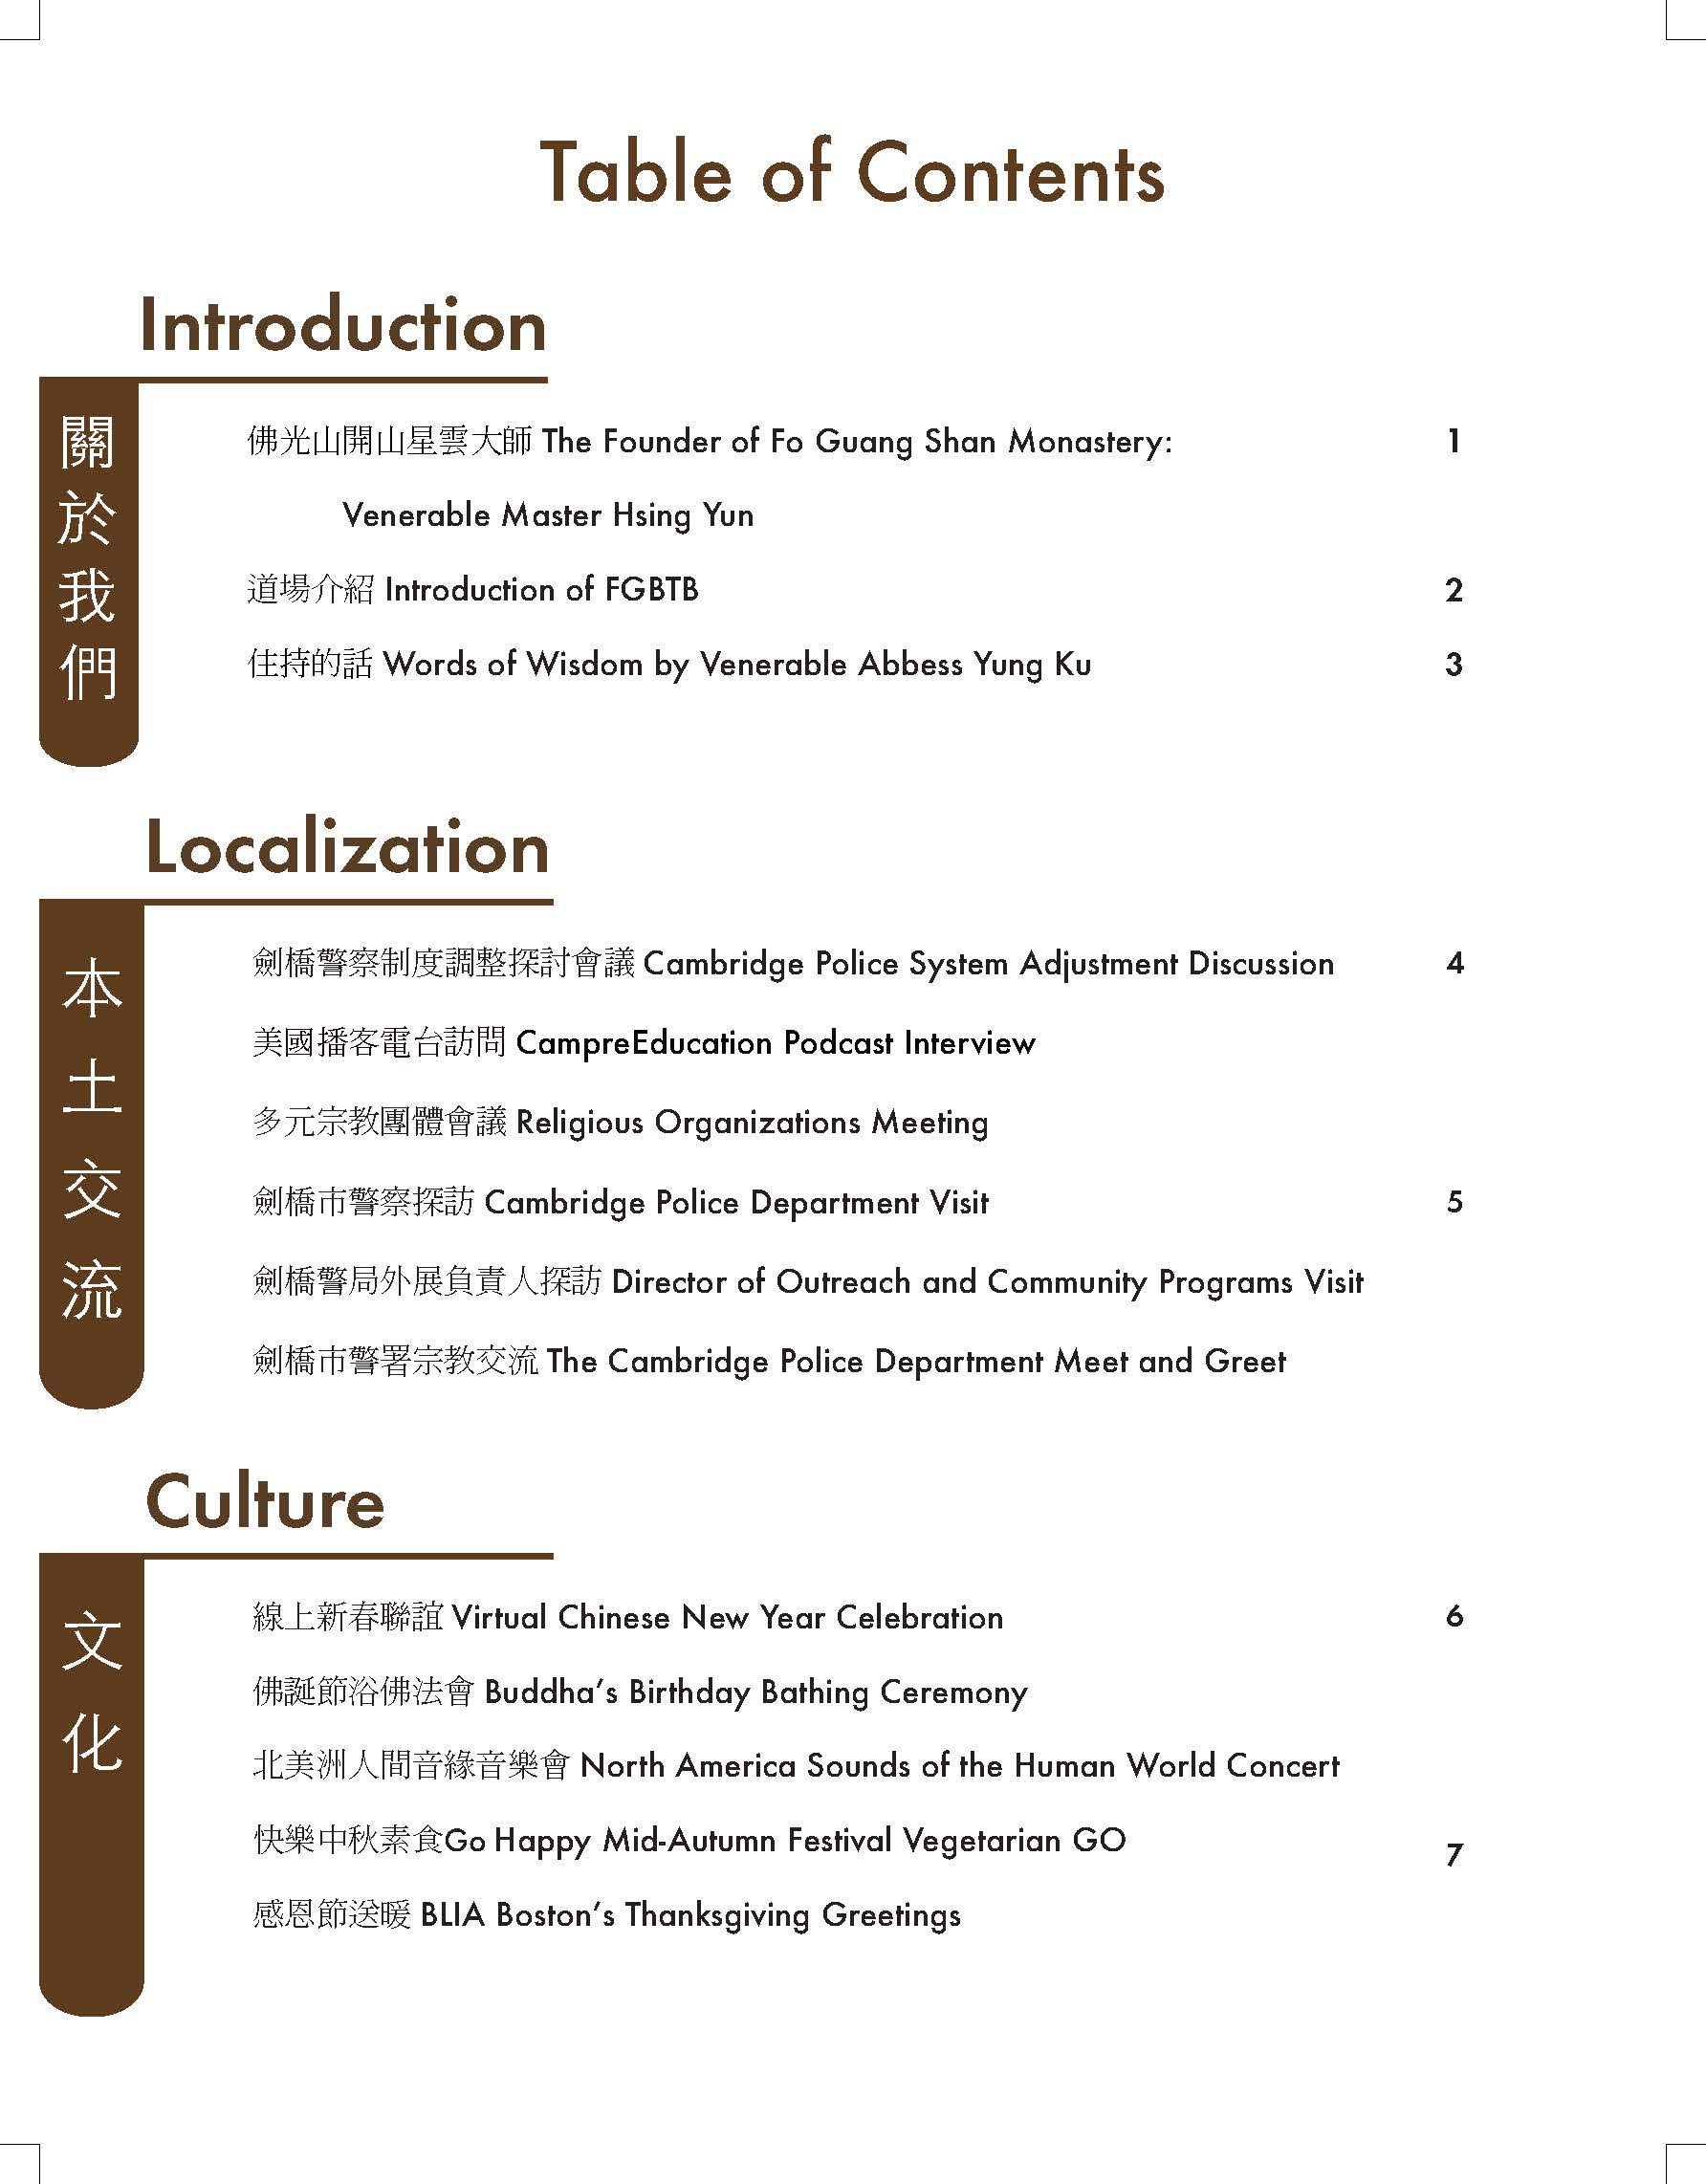 Table of Contents
Introduction
關於我們
佛光山開山星雲大師 The Founder of Fo Guang Shan Monastery: 1
Venerable Master Hsing Yun
道場介紹 Introduction of FGBTB 2
住持的話 Words of Wisdom by Venerable Abbess Yung Ku 3
Localization
本土交流
劍橋警察制度調整探討會議 Cambridge Police System Adjustment Discussion 4
美國播客電台訪問 CampreEducation Podcast Interview
多元宗教團體會議 Religious Organizations Meeting
劍橋市警察探訪 Cambridge Police Department Visit 5
劍橋警局外展負責人探訪 Director of Outreach and Community Programs Visit
劍橋市警署宗教交流 The Cambridge Police Department Meet and Greet
Culture
文化
線上新春聯誼 Virtual Chinese New Year Celebration 6
佛誕節浴佛法會 Buddha’s Birthday Bathing Ceremony
北美洲人間音緣音樂會 North America Sounds of the Human World Concert
快樂中秋素食Go Happy Mid-Autumn Festival Vegetarian GO 7
感恩節送暖 BLIA Boston’s Thanksgiving Greetings